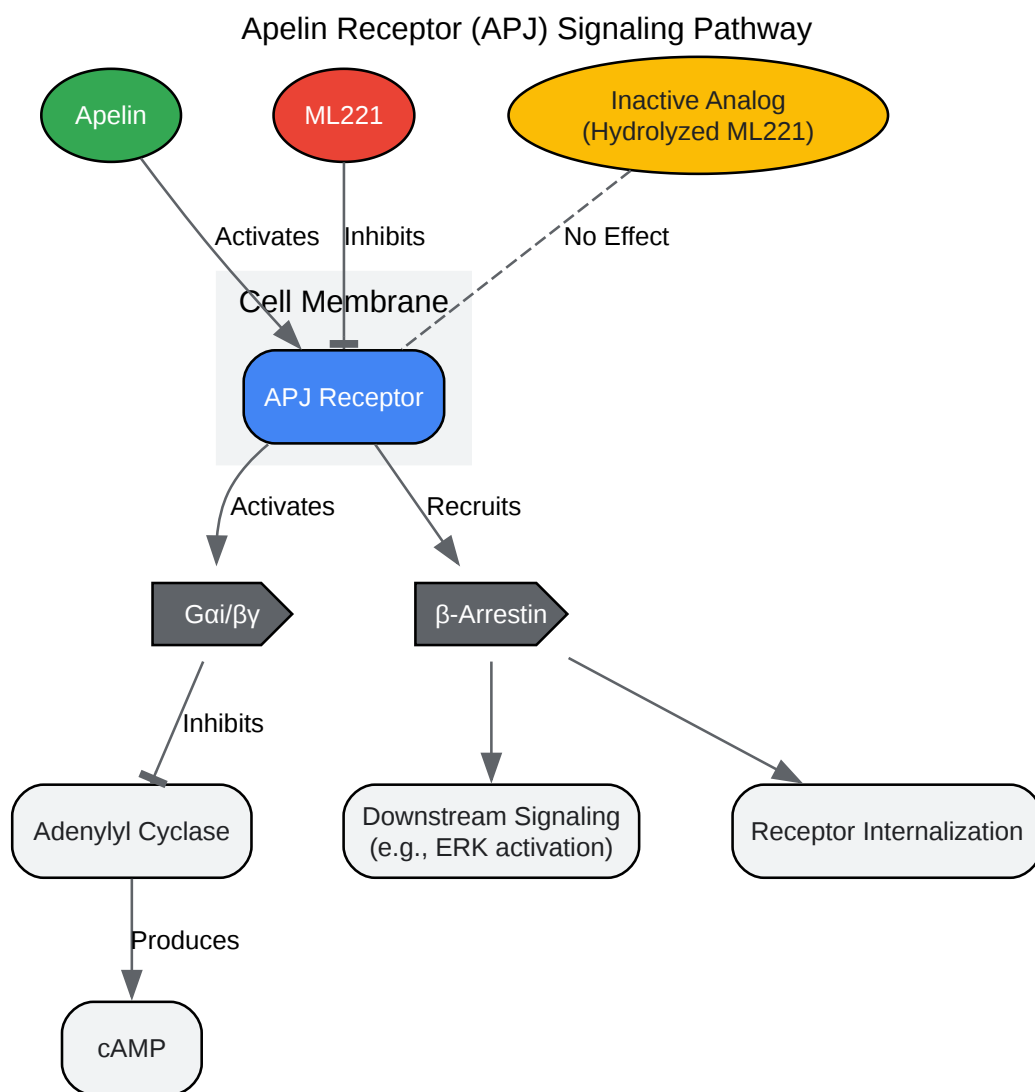 Apelin Receptor (APJ) Signaling Pathway
Apelin
ML221
Inactive Analog
(Hydrolyzed ML221)
Activates
Inhibits
No Effect
Cell Membrane
APJ Receptor
Activates
Recruits
Gαi/βγ
β-Arrestin
Inhibits
Adenylyl Cyclase
Downstream Signaling
(e.g., ERK activation)
Receptor Internalization
Produces
cAMP